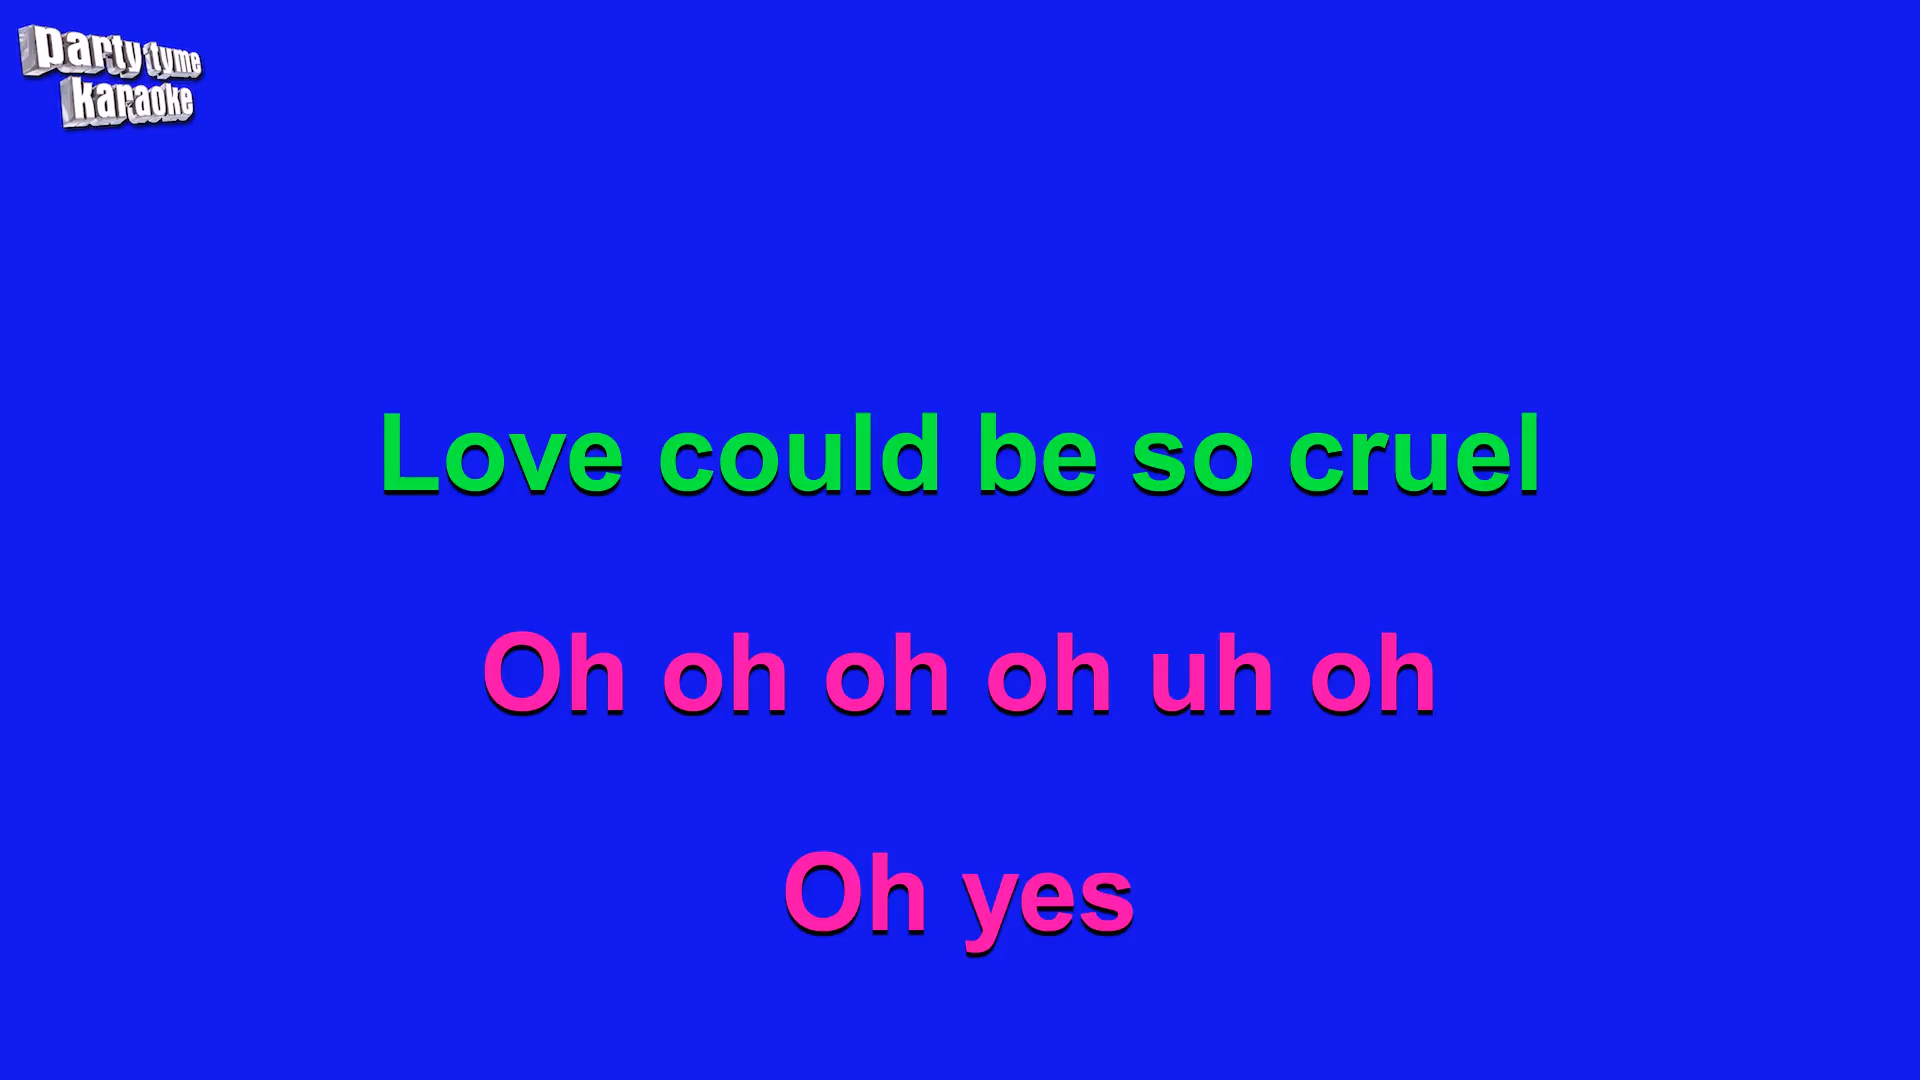 party tyme
karaoke
Love could be so cruel
Oh oh oh oh uh oh
Oh yes